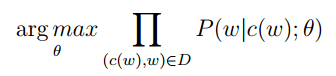 arg max ∏ P(w|c(w); θ)
θ (c(w),w)∈D